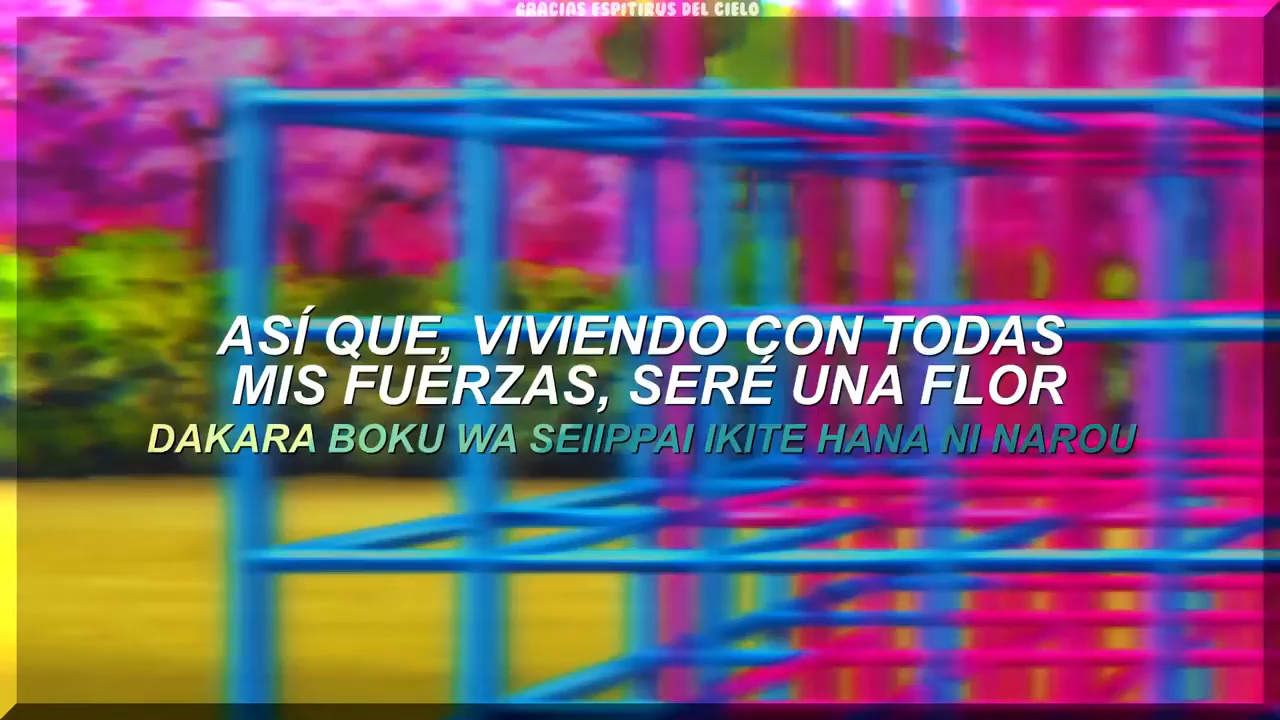 GRACIAS ESPITIRUS DEL CIELO
ASÍ QUE, VIVIENDO CON TODAS
MIS FUERZAS, SERÉ UNA FLOR
DAKARA BOKU WA SEIIPPAI IKITE HANA NI NAROU